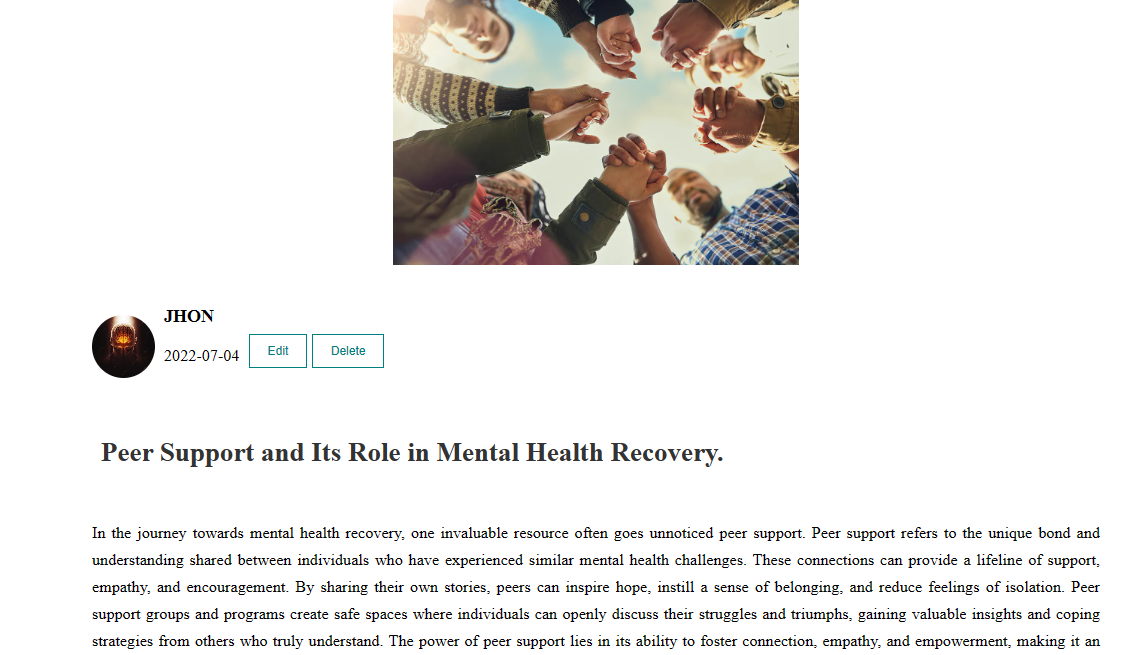 JHON
2022-07-04 Edit Delete
Peer Support and Its Role in Mental Health Recovery.
In the journey towards mental health recovery, one invaluable resource often goes unnoticed peer support. Peer support refers to the unique bond and
understanding shared between individuals who have experienced similar mental health challenges. These connections can provide a lifeline of support,
empathy, and encouragement. By sharing their own stories, peers can inspire hope, instill a sense of belonging, and reduce feelings of isolation. Peer
support groups and programs create safe spaces where individuals can openly discuss their struggles and triumphs, gaining valuable insights and coping
strategies from others who truly understand. The power of peer support lies in its ability to foster connection, empathy, and empowerment, making it an